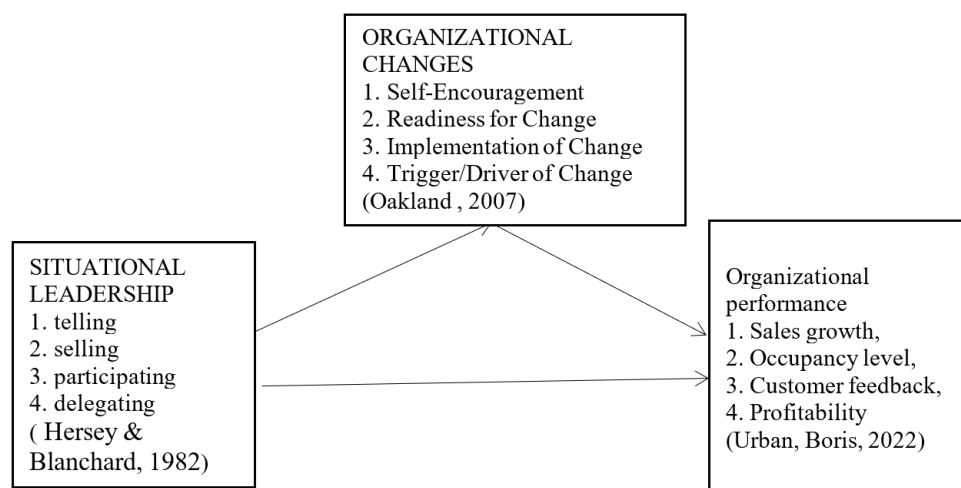 ORGANIZATIONAL
CHANGES
1. Self-Encouragement
2. Readiness for Change
3. Implementation of Change
4. Trigger/Driver of Change
(Oakland , 2007)
SITUATIONAL
LEADERSHIP
1. telling
2. selling
3. participating
4. delegating
( Hersey &
Blanchard, 1982)
Organizational
performance
1. Sales growth,
2. Occupancy level,
3. Customer feedback,
4. Profitability
(Urban, Boris, 2022)